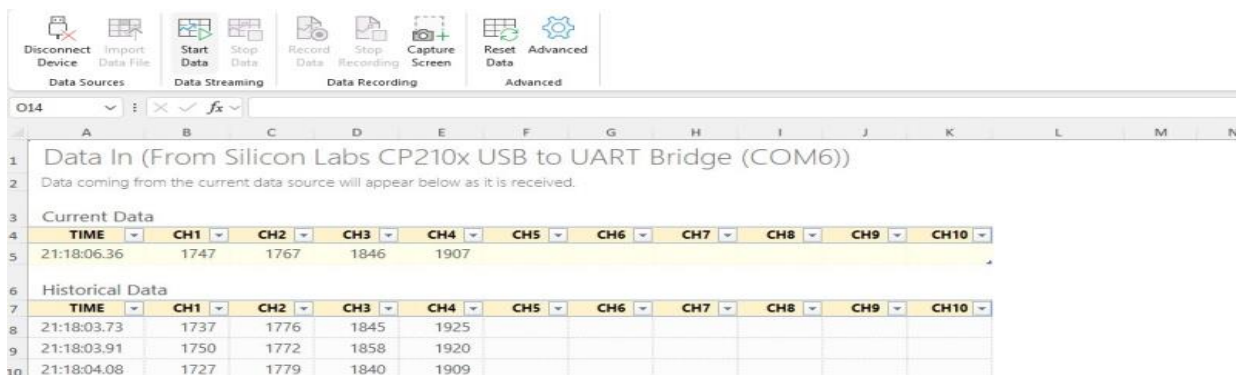 Disconnect Device Import Data File Start Data Stop Data Record Data Stop Recording Capture Screen Reset Data Advanced
Data Sources Data Streaming Data Recording Advanced
O14 fx
A B C D E F G H I J K L M N
1 Data In (From Silicon Labs CP210x USB to UART Bridge (COM6))
2 Data coming from the current data source will appear below as it is received.
3 Current Data
4 TIME CH1 CH2 CH3 CH4 CH5 CH6 CH7 CH8 CH9 CH10
5 21:18:06.36 1747 1767 1846 1907
6 Historical Data
7 TIME CH1 CH2 CH3 CH4 CH5 CH6 CH7 CH8 CH9 CH10
8 21:18:03.73 1737 1776 1845 1925
9 21:18:03.91 1750 1772 1858 1920
10 21:18:04.08 1727 1779 1840 1909